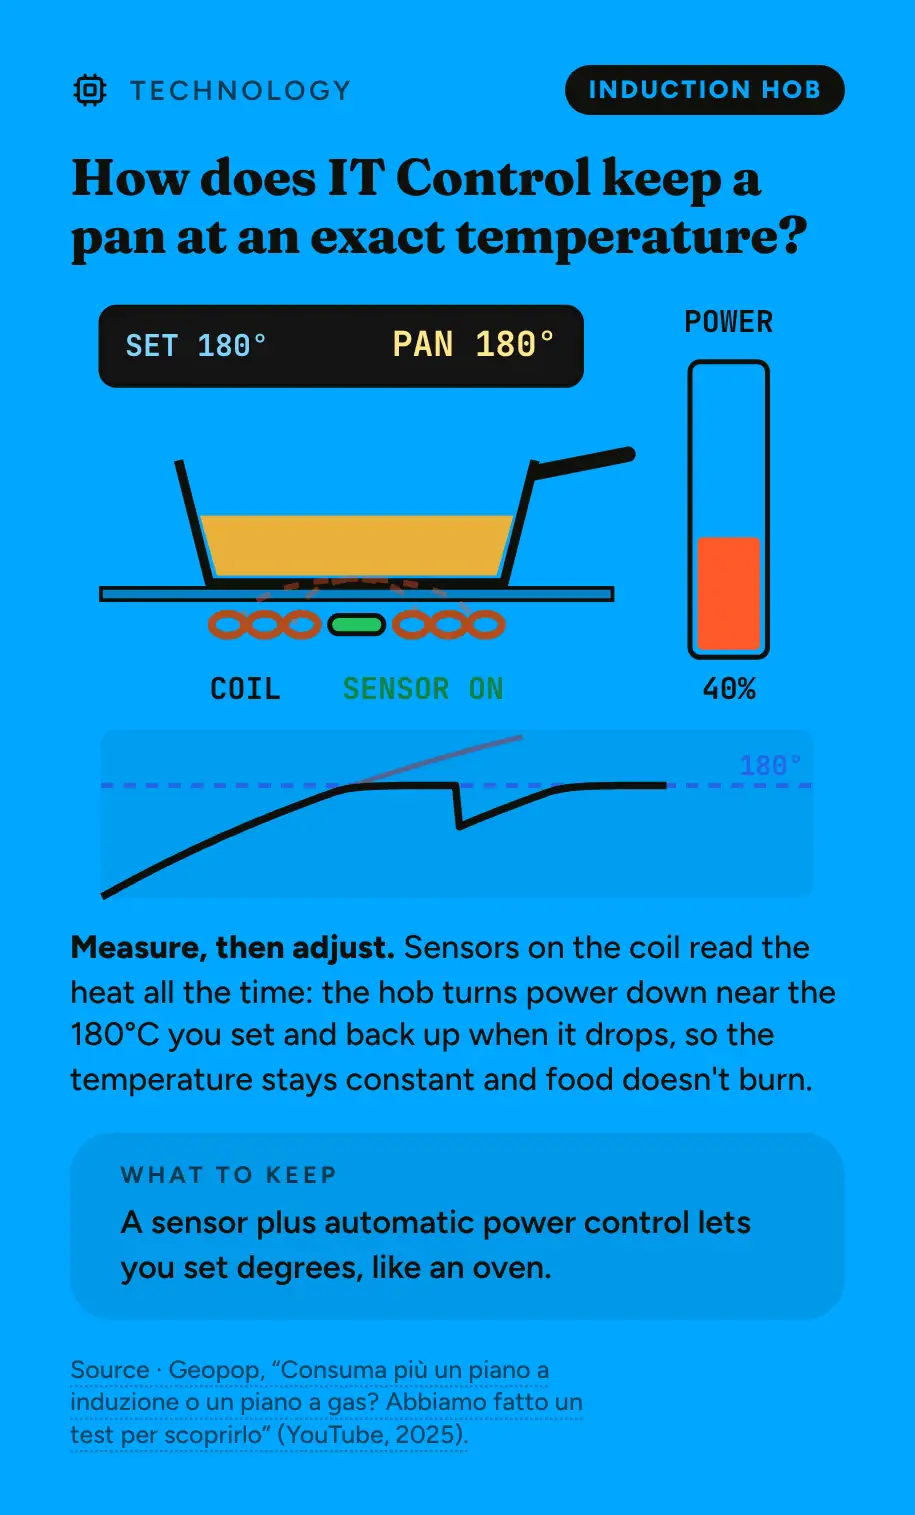 TECHNOLOGY
INDUCTION HOB
How does IT Control keep a
pan at an exact temperature?
SET 180°
PAN 180°
POWER
COIL
SENSOR ON
40%
180°
Measure, then adjust. Sensors on the coil read the
heat all the time: the hob turns power down near the
180°C you set and back up when it drops, so the
temperature stays constant and food doesn't burn.
WHAT TO KEEP
A sensor plus automatic power control lets
you set degrees, like an oven.
Source · Geopop, “Consuma più un piano a
induzione o un piano a gas? Abbiamo fatto un
test per scoprirlo” (YouTube, 2025).